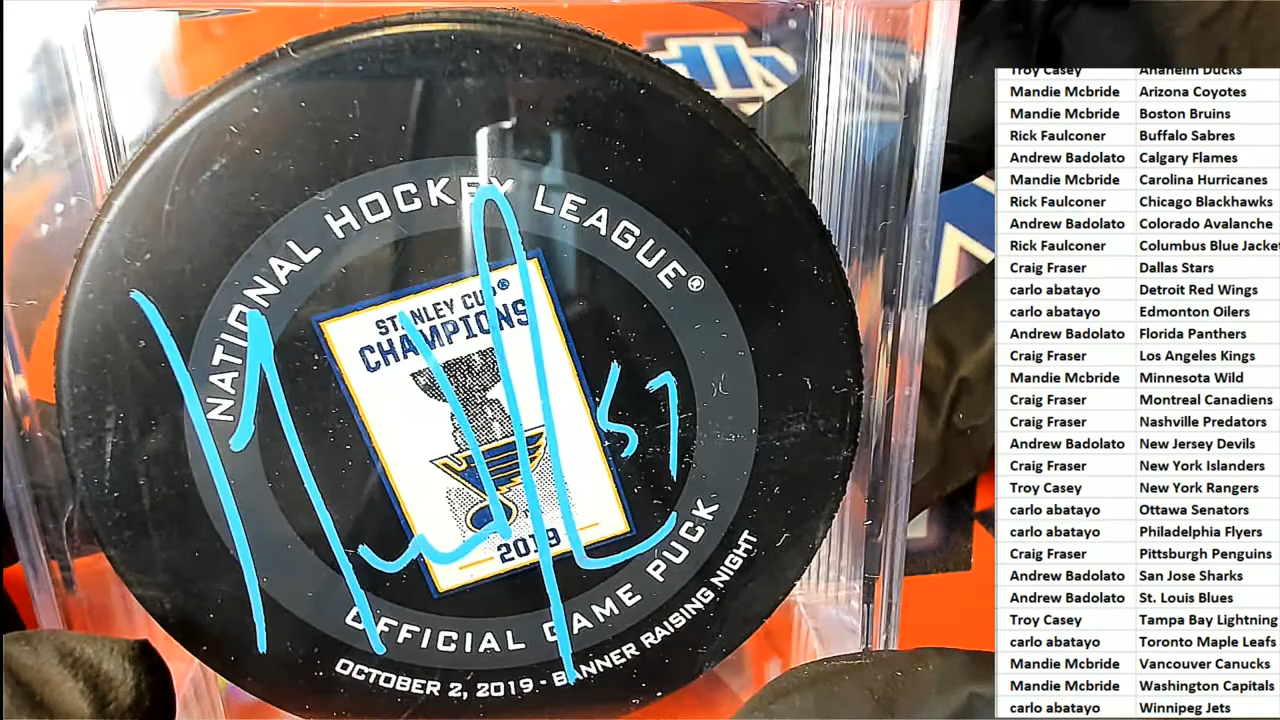 NATIONAL HOCKEY LEAGUE®
STANLEY CUP®
CHAMPIONS
2019
57
OFFICIAL GAME PUCK
OCTOBER 2, 2019 - BANNER RAISING NIGHT
Troy Casey Anaheim Ducks
Mandie Mcbride Arizona Coyotes
Mandie Mcbride Boston Bruins
Rick Faulconer Buffalo Sabres
Andrew Badolato Calgary Flames
Mandie Mcbride Carolina Hurricanes
Rick Faulconer Chicago Blackhawks
Andrew Badolato Colorado Avalanche
Rick Faulconer Columbus Blue Jacke
Craig Fraser Dallas Stars
carlo abatayo Detroit Red Wings
carlo abatayo Edmonton Oilers
Andrew Badolato Florida Panthers
Craig Fraser Los Angeles Kings
Mandie Mcbride Minnesota Wild
Craig Fraser Montreal Canadiens
Craig Fraser Nashville Predators
Andrew Badolato New Jersey Devils
Craig Fraser New York Islanders
Troy Casey New York Rangers
carlo abatayo Ottawa Senators
carlo abatayo Philadelphia Flyers
Craig Fraser Pittsburgh Penguins
Andrew Badolato San Jose Sharks
Andrew Badolato St. Louis Blues
Troy Casey Tampa Bay Lightning
carlo abatayo Toronto Maple Leafs
Mandie Mcbride Vancouver Canucks
Mandie Mcbride Washington Capitals
carlo abatayo Winnipeg Jets